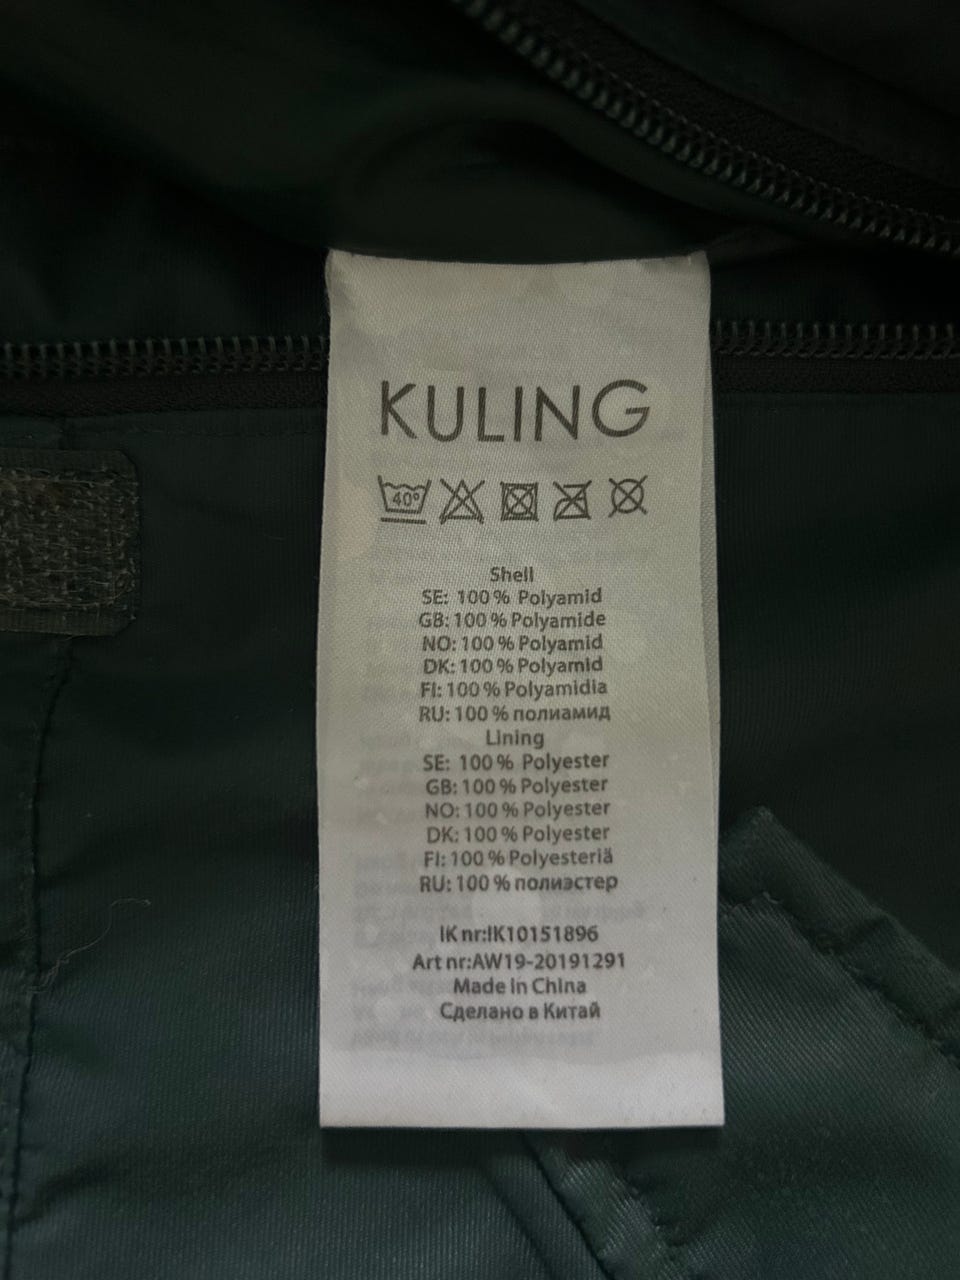 KULING
40°
Shell
SE: 100 % Polyamid
GB: 100 % Polyamide
NO: 100 % Polyamid
DK: 100 % Polyamid
FI: 100 % Polyamidia
RU: 100 % полиамид
Lining
SE: 100 % Polyester
GB: 100 % Polyester
NO: 100 % Polyester
DK: 100 % Polyester
FI: 100 % Polyesteriä
RU: 100 % полиэстер
IK nr:IK10151896
Art nr:AW19-20191291
Made In China
Сделано в Китай